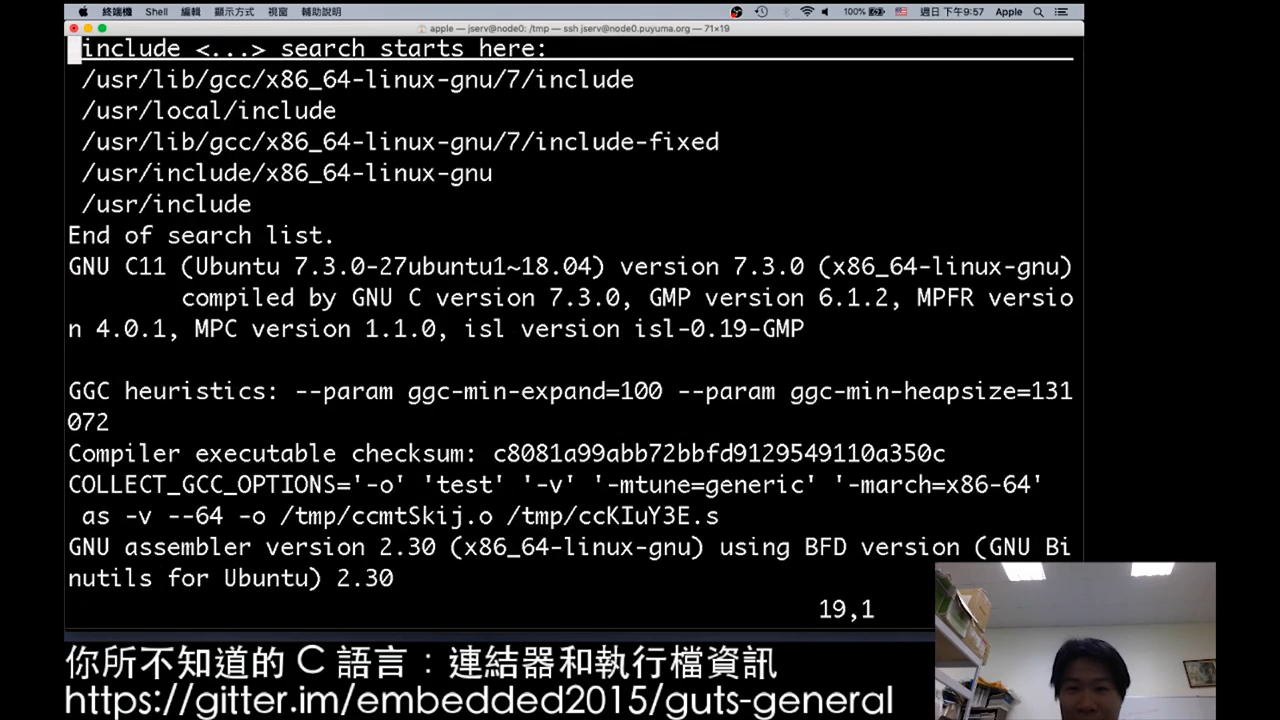 終端機 Shell 編輯 顯示方式 視窗 輔助說明 100% 週日 下午9:57 Apple
apple — jserv@node0: /tmp — ssh jserv@node0.puyuma.org — 71×19
include <...> search starts here:
/usr/lib/gcc/x86_64-linux-gnu/7/include
/usr/local/include
/usr/lib/gcc/x86_64-linux-gnu/7/include-fixed
/usr/include/x86_64-linux-gnu
/usr/include
End of search list.
GNU C11 (Ubuntu 7.3.0-27ubuntu1~18.04) version 7.3.0 (x86_64-linux-gnu)
compiled by GNU C version 7.3.0, GMP version 6.1.2, MPFR versio
n 4.0.1, MPC version 1.1.0, isl version isl-0.19-GMP
GGC heuristics: --param ggc-min-expand=100 --param ggc-min-heapsize=131
072
Compiler executable checksum: c8081a99abb72bbfd9129549110a350c
COLLECT_GCC_OPTIONS='-o' 'test' '-v' '-mtune=generic' '-march=x86-64'
as -v --64 -o /tmp/ccmtSkij.o /tmp/ccKIuY3E.s
GNU assembler version 2.30 (x86_64-linux-gnu) using BFD version (GNU Bi
nutils for Ubuntu) 2.30
19,1
你所不知道的 C 語言：連結器和執行檔資訊
https://gitter.im/embedded2015/guts-general